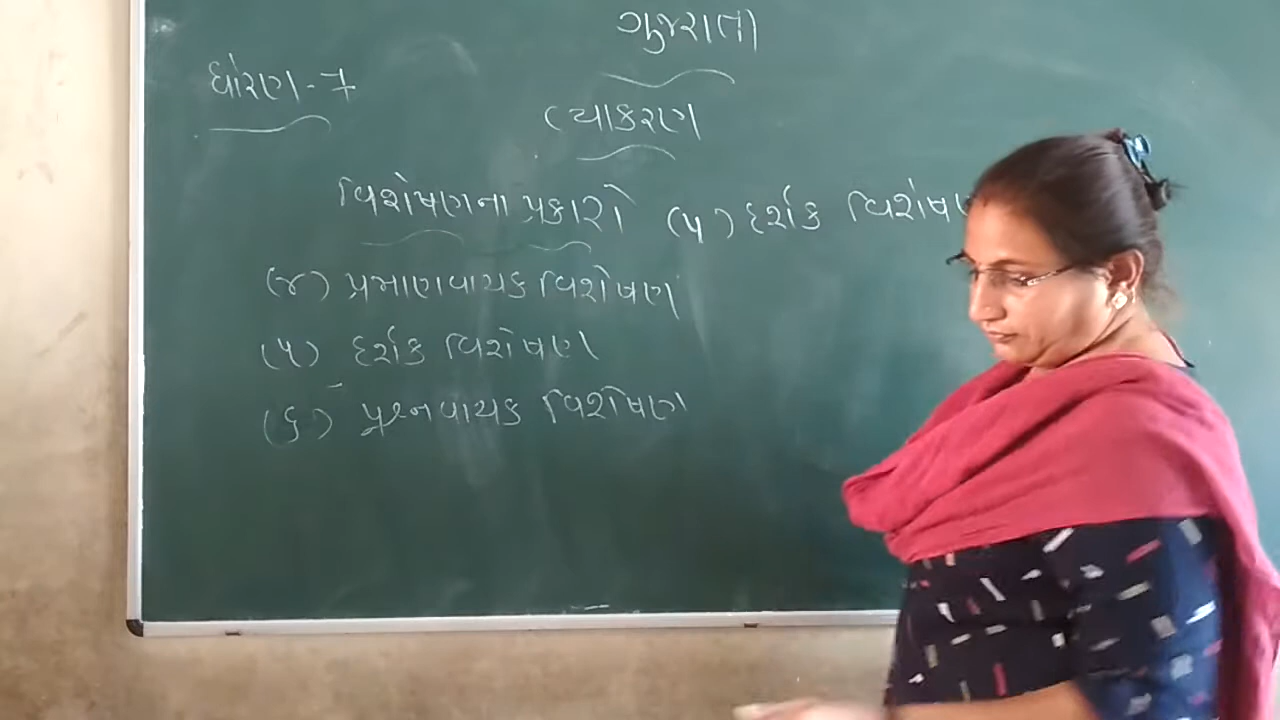 ગુજરાતી
ધોરણ-7
વ્યાકરણ
વિશેષણના પ્રકારો
(૫) દર્શક વિશેષણ
(૪) પ્રમાણવાચક વિશેષણ
(૫) દર્શક વિશેષણ
(૬) પ્રશ્નવાચક વિશેષણ